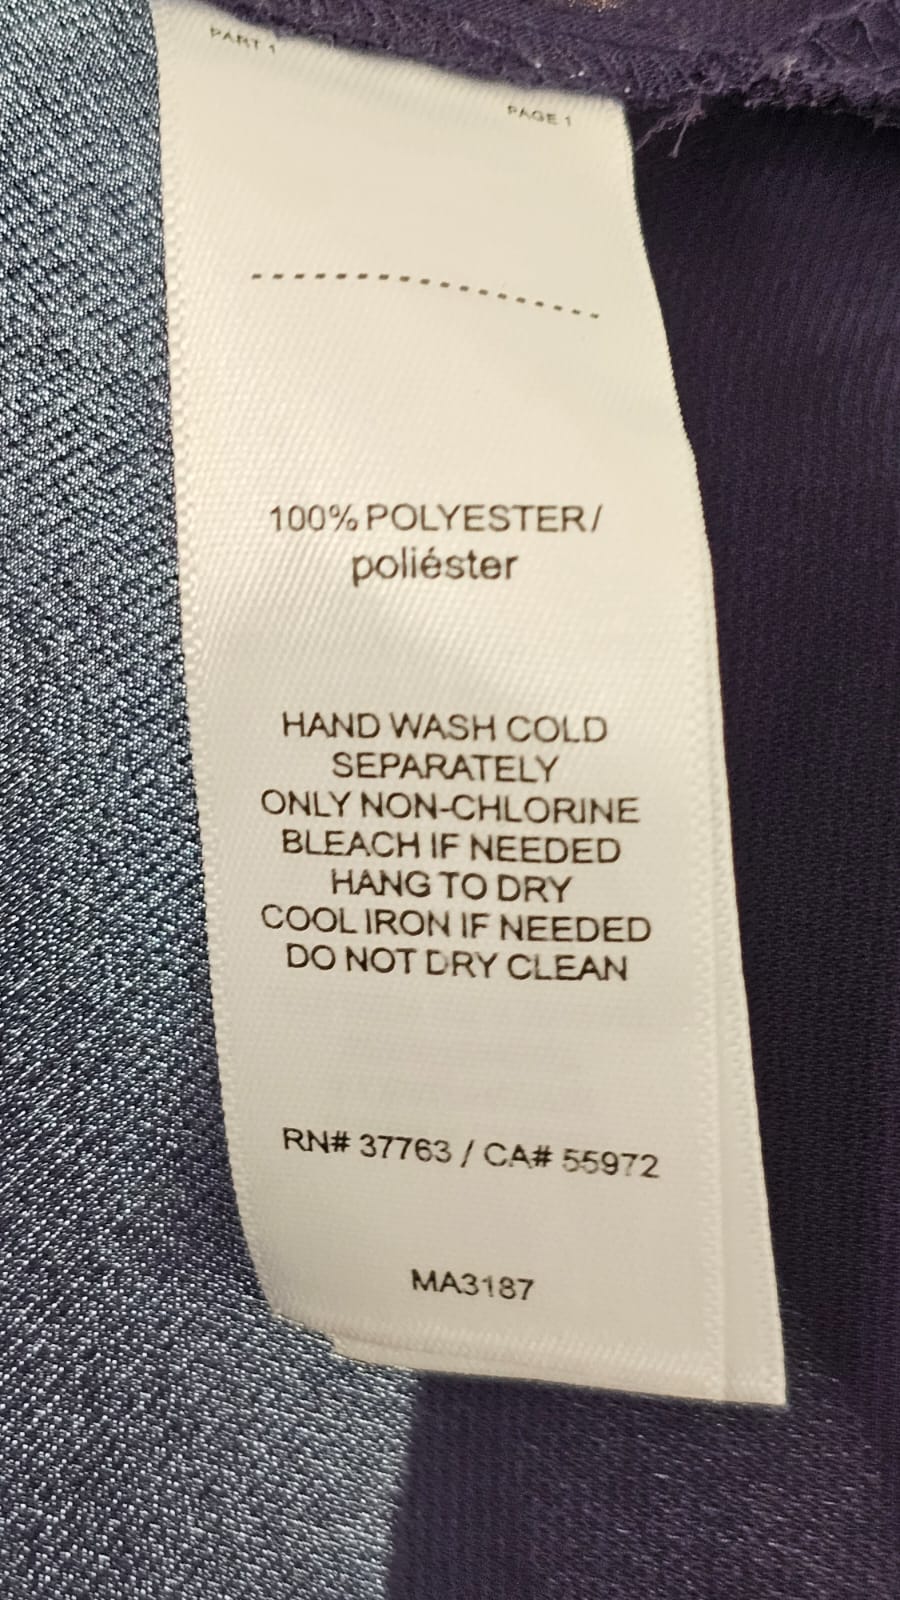 PART 1
PAGE 1
100% POLYESTER/
poliéster
HAND WASH COLD
SEPARATELY
ONLY NON-CHLORINE
BLEACH IF NEEDED
HANG TO DRY
COOL IRON IF NEEDED
DO NOT DRY CLEAN
RN# 37763 / CA# 55972
MA3187